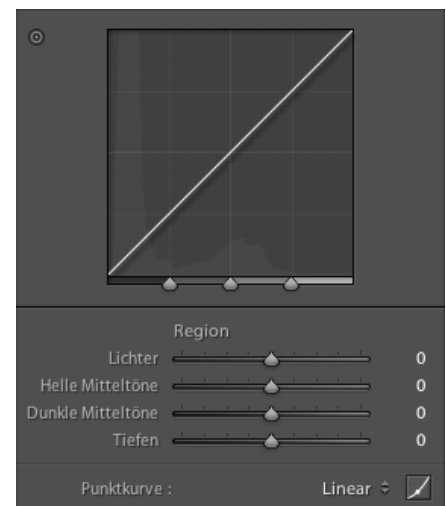 Region
Lichter 0
Helle Mitteltöne 0
Dunkle Mitteltöne 0
Tiefen 0
Punktkurve : Linear